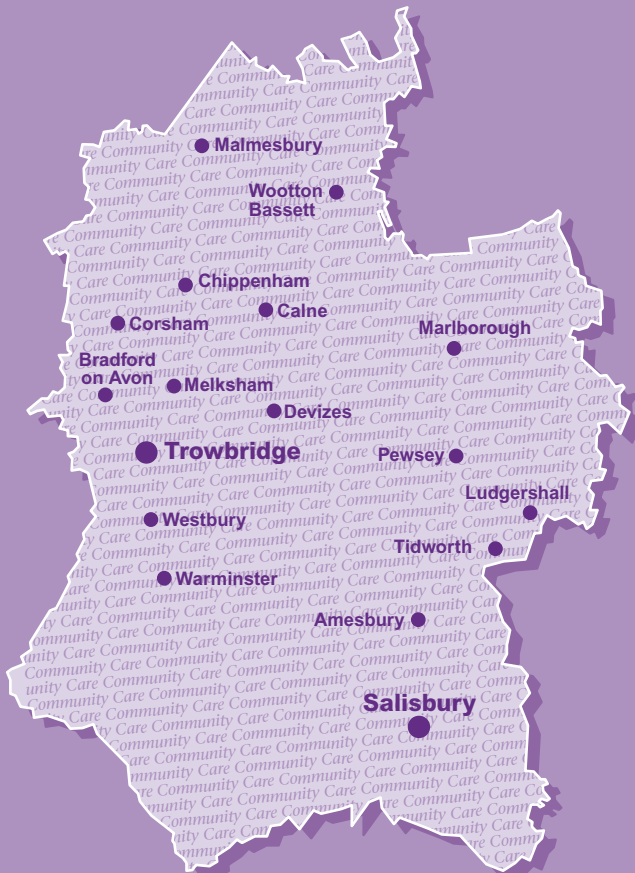 Malmesbury
Wootton
Bassett
Chippenham
Calne
Corsham
Marlborough
Bradford
on Avon
Melksham
Devizes
Trowbridge
Pewsey
Ludgershall
Westbury
Tidworth
Warminster
Amesbury
Salisbury
Community Care Community Care Community Care